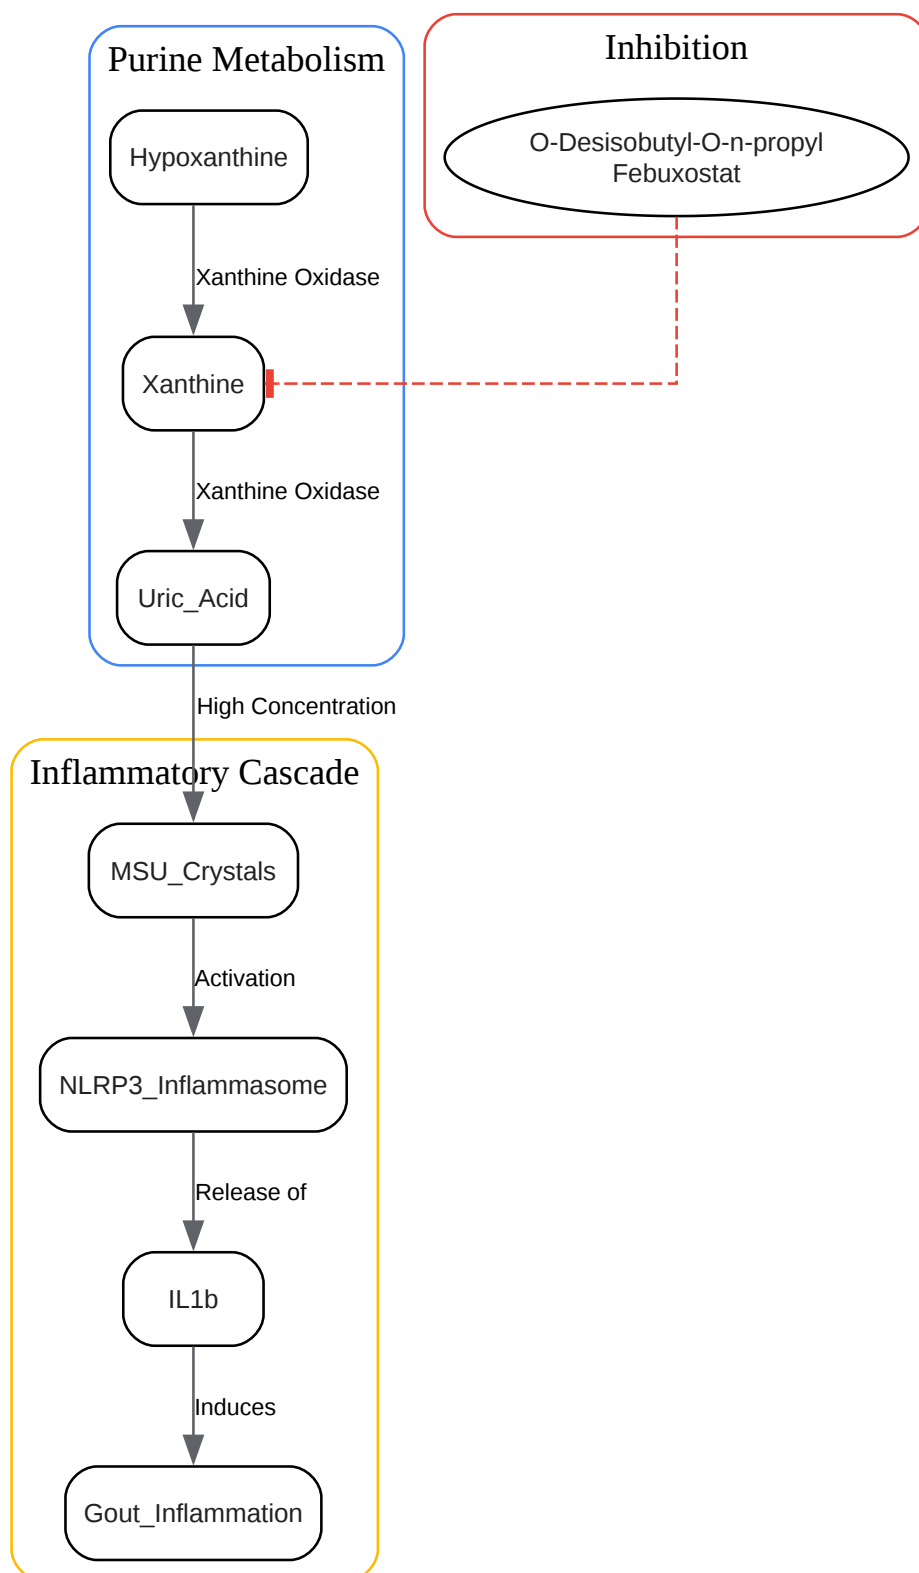 Purine Metabolism
Inhibition
Hypoxanthine
O-Desisobutyl-O-n-propyl
Febuxostat
Xanthine Oxidase
Xanthine
Xanthine Oxidase
Uric_Acid
High Concentration
Inflammatory Cascade
MSU_Crystals
Activation
NLRP3_Inflammasome
Release of
IL1b
Induces
Gout_Inflammation